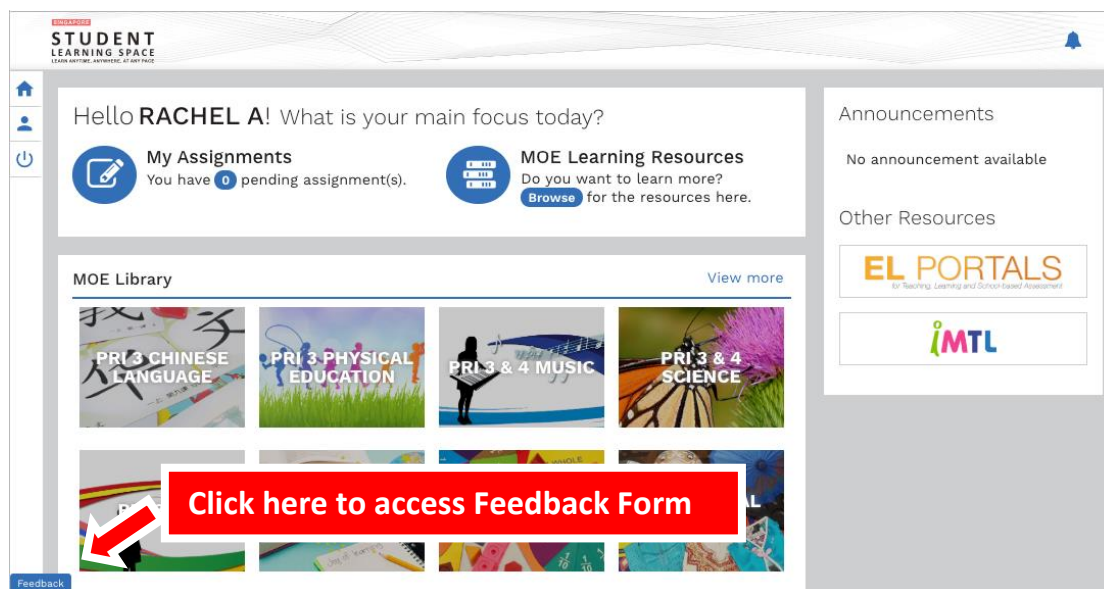 SINGAPORE
STUDENT
LEARNING SPACE
LEARN ANYTIME, ANYWHERE, AT ANY PACE
Hello RACHEL A! What is your main focus today?
My Assignments
You have 0 pending assignment(s).
MOE Learning Resources
Do you want to learn more?
Browse for the resources here.
Announcements
No announcement available
Other Resources
EL PORTALS
for Teaching, Learning and School-based Assessment
iMTL
MOE Library
View more
PRI 3 CHINESE
LANGUAGE
PRI 3 PHYSICAL
EDUCATION
PRI 3 & 4 MUSIC
PRI 3 & 4
SCIENCE
Click here to access Feedback Form
Feedback